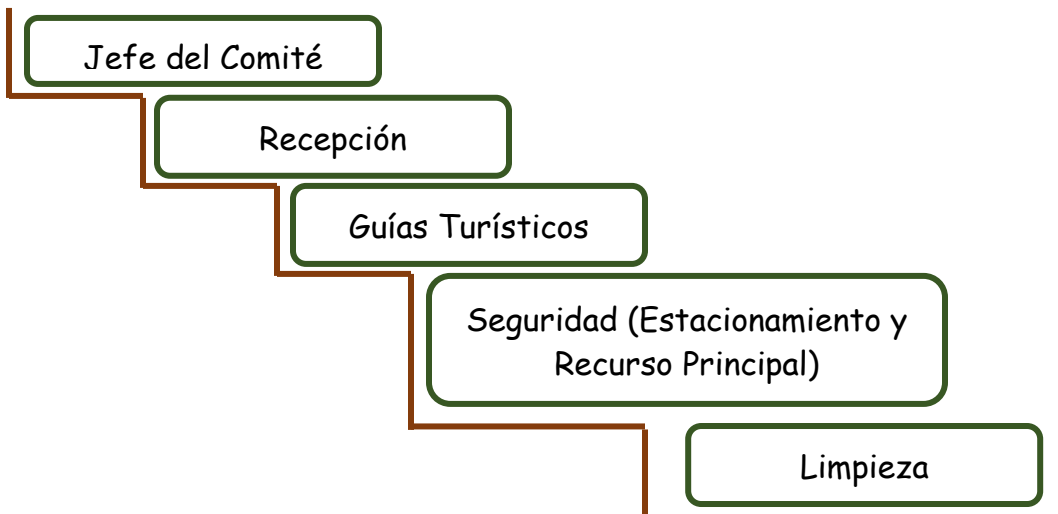 Jefe del Comité
Recepción
Guías Turísticos
Seguridad (Estacionamiento y
Recurso Principal)
Limpieza